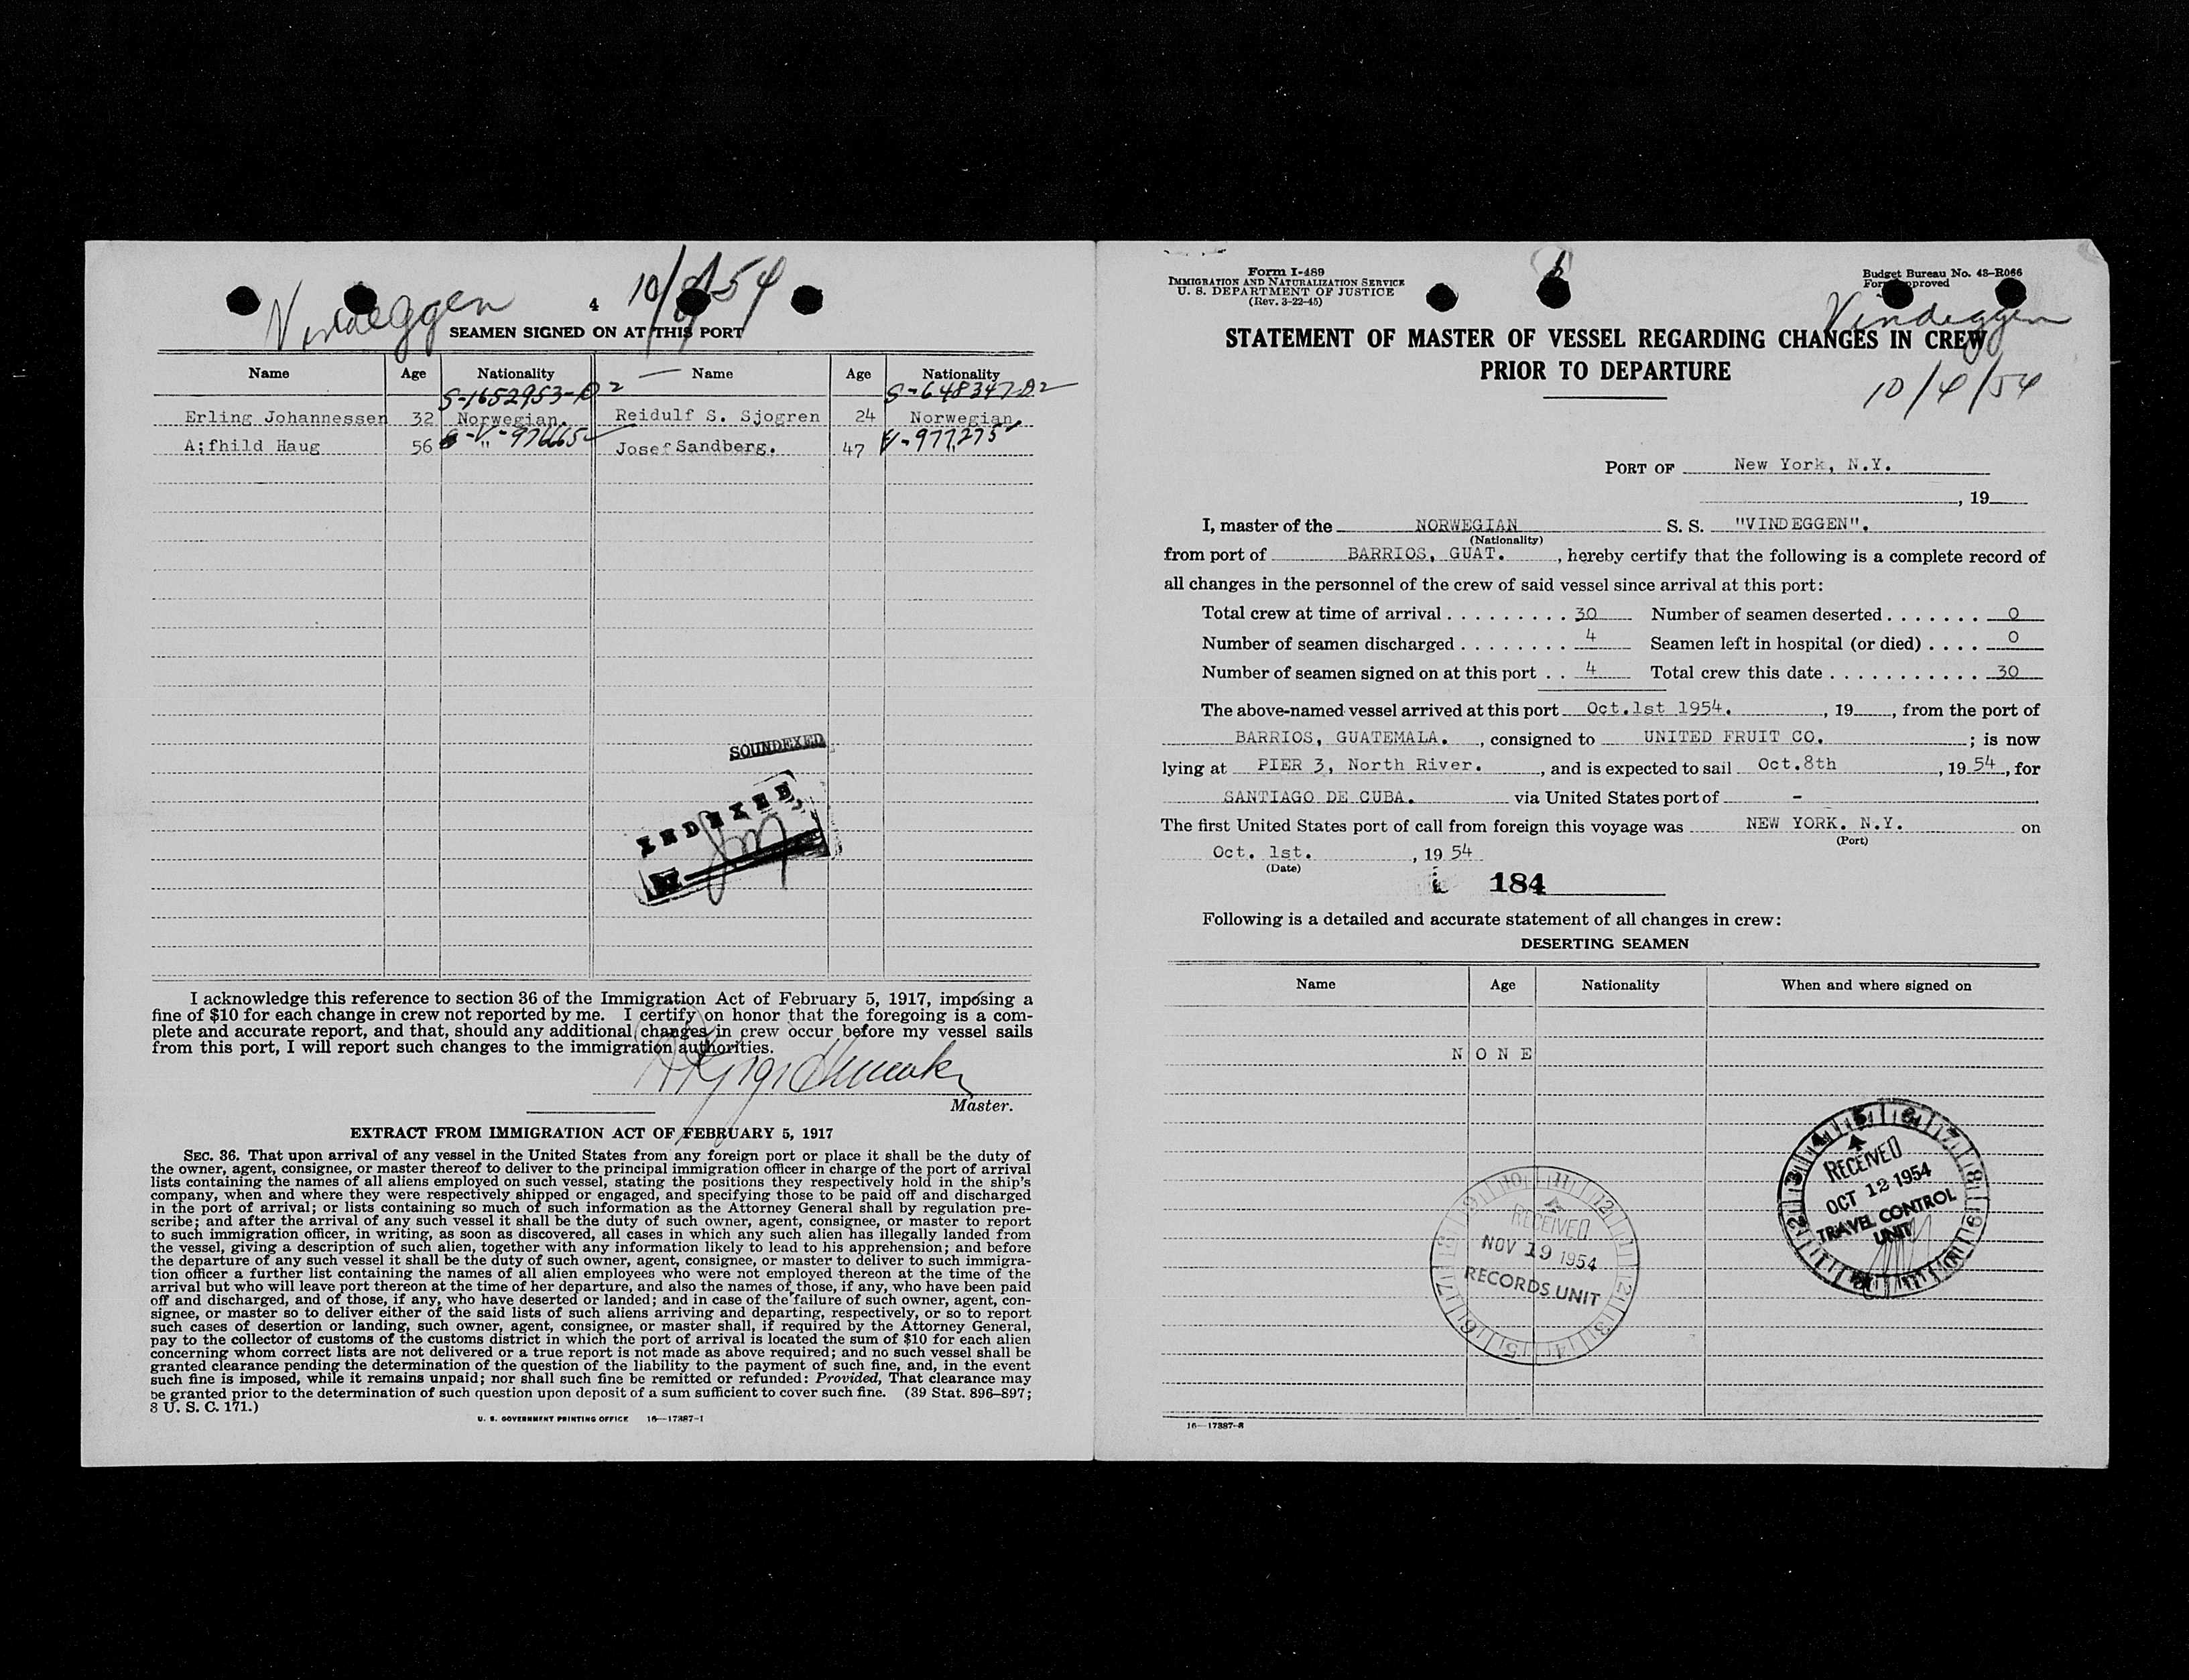 Vindeggen
4
10/ /54
SEAMEN SIGNED ON AT THIS PORT
Name Age Nationality Name Age Nationality
S-1652953-D2 S-648347-D2
Erling Johannessen 32 Norwegian. Reidulf S. Sjogren 24 Norwegian
V-976665 V-977275
A;fhild Haug 56 " Josef Sandberg. 47 "
SOUNDEXED
INDEXED
I acknowledge this reference to section 36 of the Immigration Act of February 5, 1917, imposing a
fine of $10 for each change in crew not reported by me. I certify on honor that the foregoing is a com-
plete and accurate report, and that, should any additional changes in crew occur before my vessel sails
from this port, I will report such changes to the immigration authorities.
Master.
EXTRACT FROM IMMIGRATION ACT OF FEBRUARY 5, 1917
SEC. 36. That upon arrival of any vessel in the United States from any foreign port or place it shall be the duty of
the owner, agent, consignee, or master thereof to deliver to the principal immigration officer in charge of the port of arrival
lists containing the names of all aliens employed on such vessel, stating the positions they respectively hold in the ship's
company, when and where they were respectively shipped or engaged, and specifying those to be paid off and discharged
in the port of arrival; or lists containing so much of such information as the Attorney General shall by regulation pre-
scribe; and after the arrival of any such vessel it shall be the duty of such owner, agent, consignee, or master to report
to such immigration officer, in writing, as soon as discovered, all cases in which any such alien has illegally landed from
the vessel, giving a description of such alien, together with any information likely to lead to his apprehension; and before
the departure of any such vessel it shall be the duty of such owner, agent, consignee, or master to deliver to such immigra-
tion officer a further list containing the names of all alien employees who were not employed thereon at the time of the
arrival but who will leave port thereon at the time of her departure, and also the names of those, if any, who have been paid
off and discharged, and of those, if any, who have deserted or landed; and in case of the failure of such owner, agent, con-
signee, or master so to deliver either of the said lists of such aliens arriving and departing, respectively, or so to report
such cases of desertion or landing, such owner, agent, consignee, or master shall, if required by the Attorney General,
pay to the collector of customs of the customs district in which the port of arrival is located the sum of $10 for each alien
concerning whom correct lists are not delivered or a true report is not made as above required; and no such vessel shall be
granted clearance pending the determination of the question of the liability to the payment of such fine, and, in the event
such fine is imposed, while it remains unpaid; nor shall such fine be remitted or refunded: Provided, That clearance may
be granted prior to the determination of such question upon deposit of a sum sufficient to cover such fine. (39 Stat. 896-897;
8 U. S. C. 171.)
U. S. GOVERNMENT PRINTING OFFICE 16—17387-1
Form I-489
IMMIGRATION AND NATURALIZATION SERVICE
U. S. DEPARTMENT OF JUSTICE
(Rev. 3-22-45)
Budget Bureau No. 43-R066
Form approved
Vindeggen
STATEMENT OF MASTER OF VESSEL REGARDING CHANGES IN CREW
PRIOR TO DEPARTURE
10/4/54
PORT OF New York, N.Y.
, 19
I, master of the NORWEGIAN S. S. "VINDEGGEN".
(Nationality)
from port of BARRIOS, GUAT. , hereby certify that the following is a complete record of
all changes in the personnel of the crew of said vessel since arrival at this port:
Total crew at time of arrival . . . . . . . . . 30 Number of seamen deserted . . . . . . . 0
Number of seamen discharged . . . . . . . . 4 Seamen left in hospital (or died) . . . . 0
Number of seamen signed on at this port . . 4 Total crew this date . . . . . . . . . . . 30
The above-named vessel arrived at this port Oct.1st 1954. , 19 , from the port of
BARRIOS, GUATEMALA. , consigned to UNITED FRUIT CO. ; is now
lying at PIER 3, North River. , and is expected to sail Oct.8th , 19 54 , for
SANTIAGO DE CUBA. via United States port of -
The first United States port of call from foreign this voyage was NEW YORK. N.Y. on
(Port)
Oct. 1st. , 19 54
(Date)
184
Following is a detailed and accurate statement of all changes in crew:
DESERTING SEAMEN
Name Age Nationality When and where signed on
N O N E
RECEIVED
OCT 12 1954
TRAVEL CONTROL
UNIT
RECEIVED
NOV 19 1954
RECORDS UNIT
16—17387-3